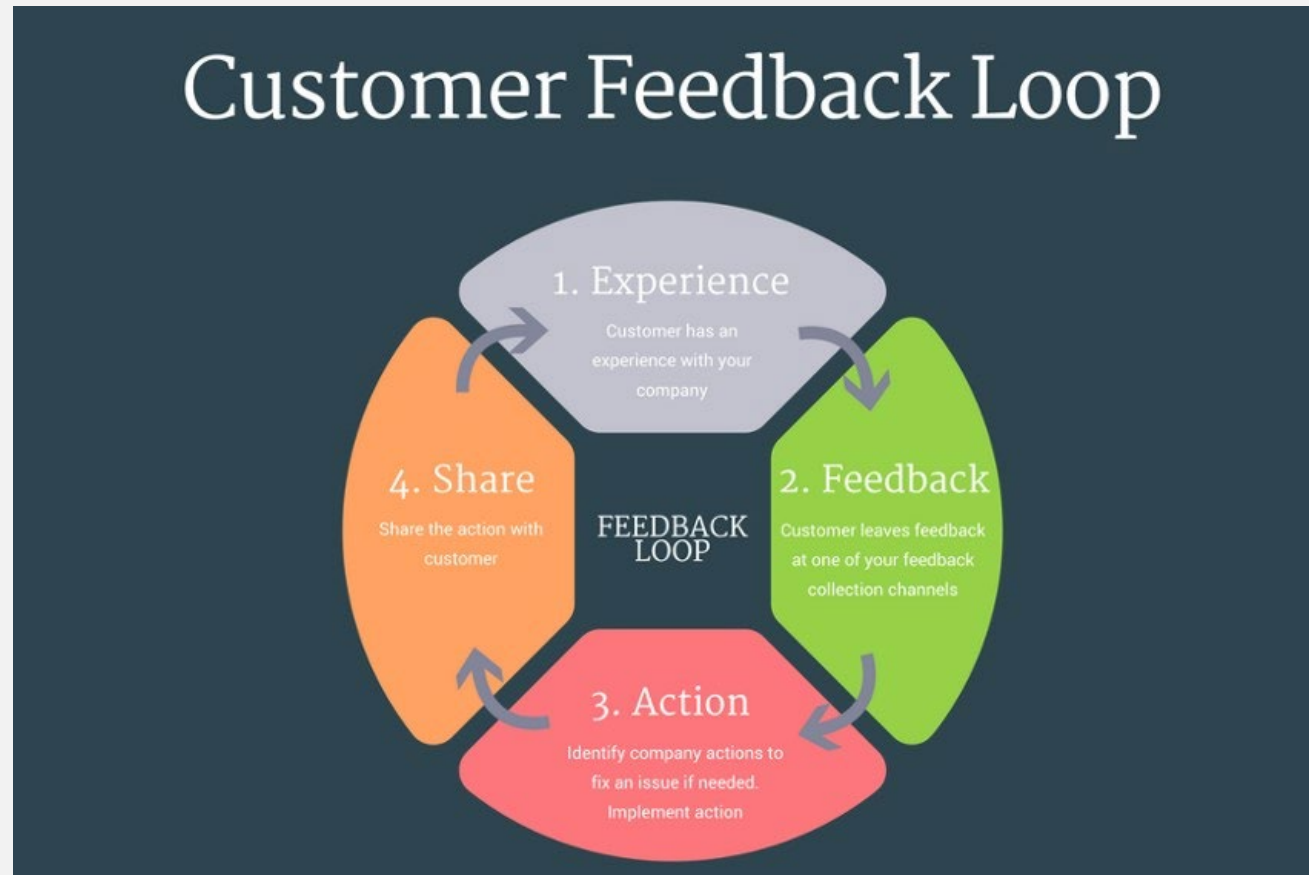 Customer Feedback Loop
1. Experience
Customer has an
experience with your
company
2. Feedback
Customer leaves feedback
at one of your feedback
collection channels
3. Action
Identify company actions to
fix an issue if needed.
Implement action
4. Share
Share the action with
customer
FEEDBACK
LOOP